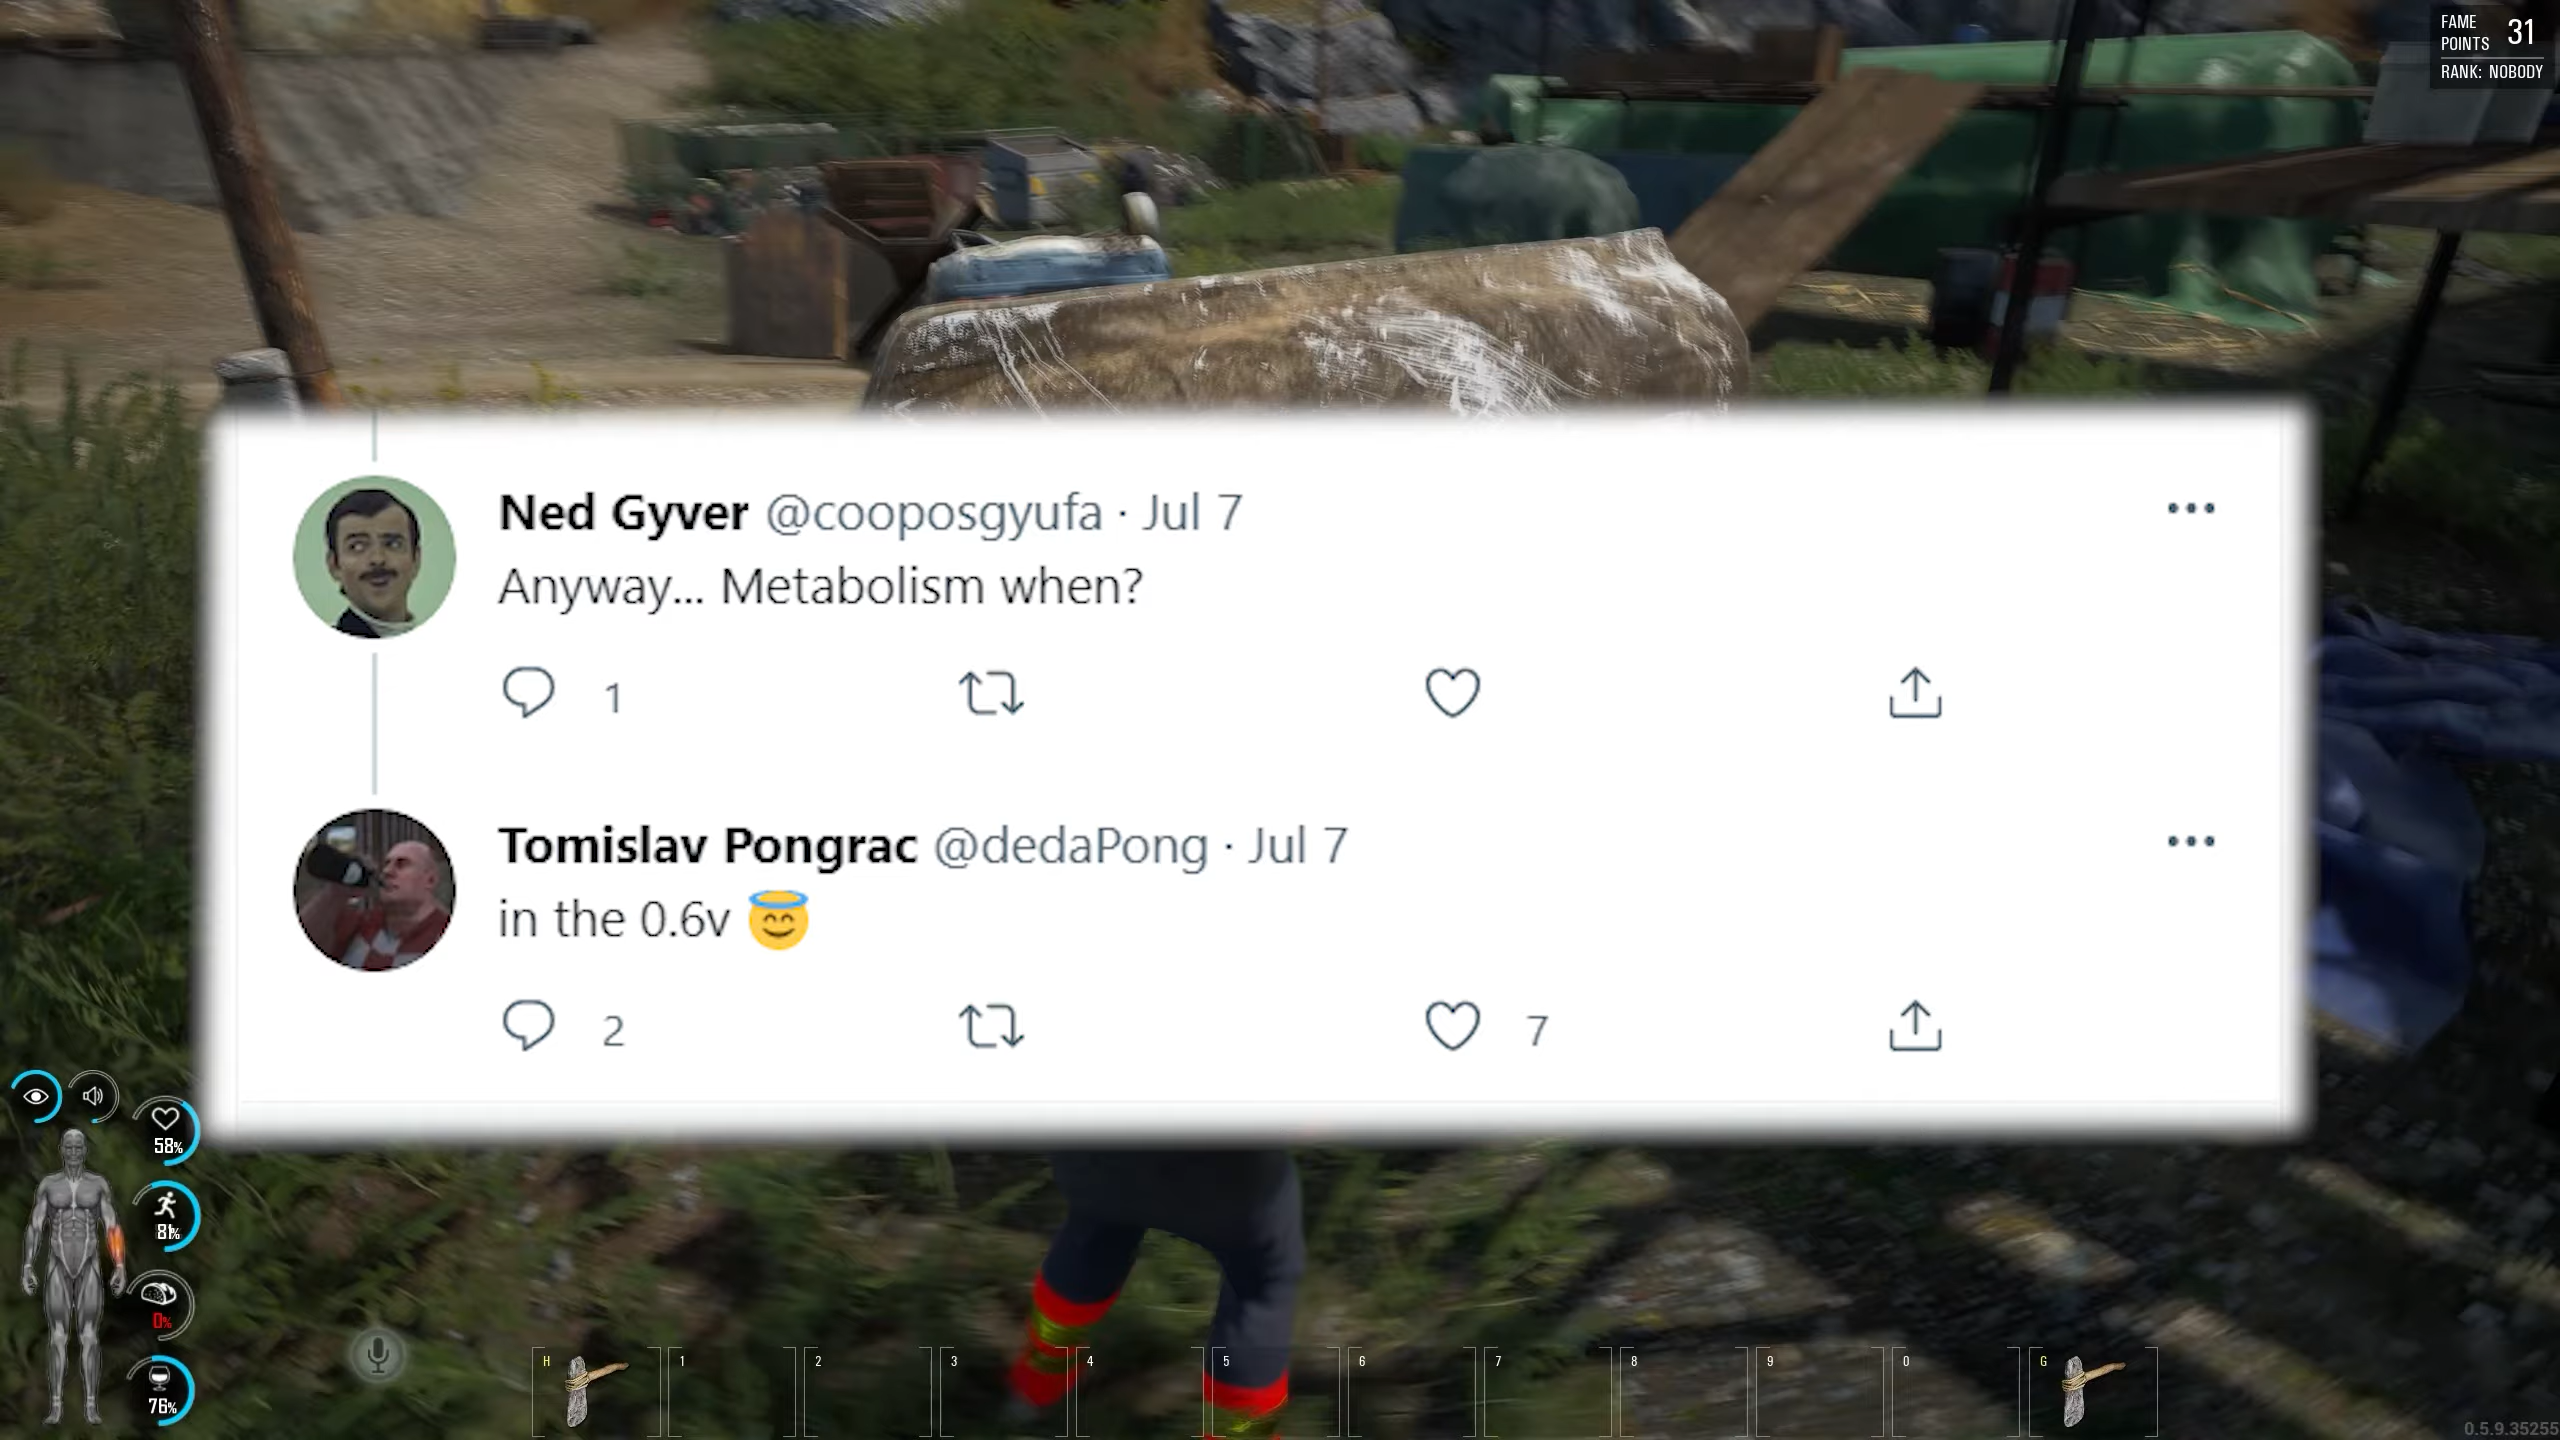 FAME
POINTS 31
RANK: NOBODY
Ned Gyver @cooposgyufa · Jul 7
Anyway... Metabolism when?
1
Tomislav Pongrac @dedaPong · Jul 7
in the 0.6v 😇
2 7
58%
81%
0%
76%
H 1 2 3 4 5 6 7 8 9 0 G
0.5.9.35255